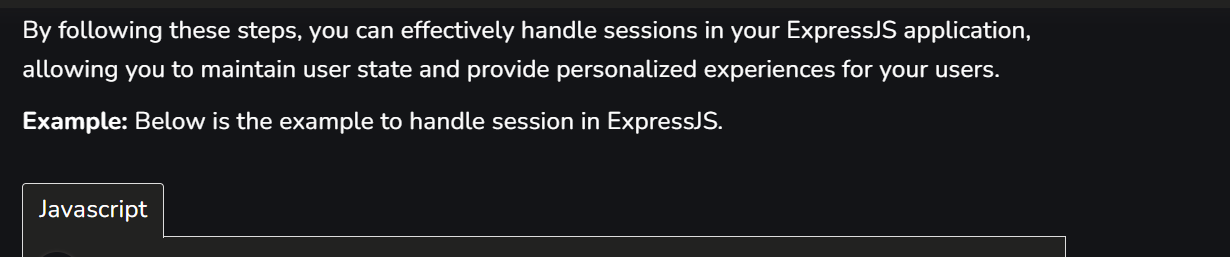 By following these steps, you can effectively handle sessions in your ExpressJS application,
allowing you to maintain user state and provide personalized experiences for your users.
Example: Below is the example to handle session in ExpressJS.
Javascript